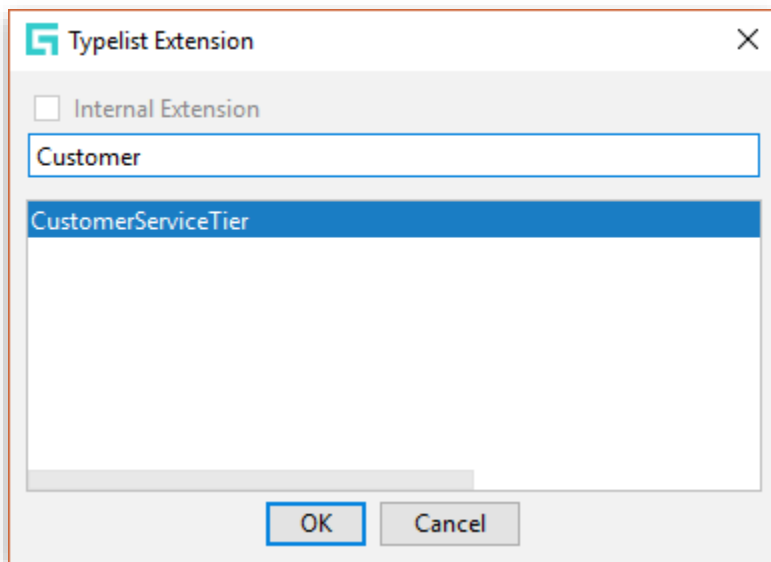 Typelist Extension
Internal Extension
Customer
CustomerServiceTier
OK
Cancel